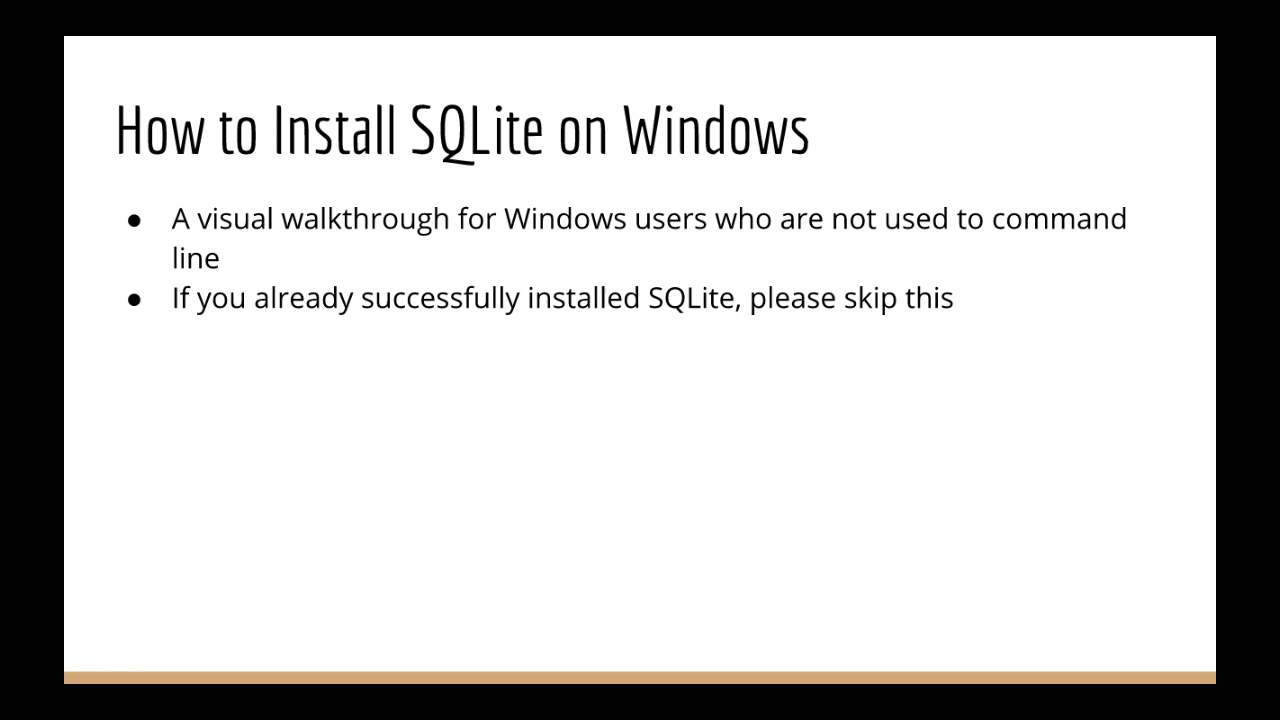 How to Install SQLite on Windows
● A visual walkthrough for Windows users who are not used to command
line
● If you already successfully installed SQLite, please skip this